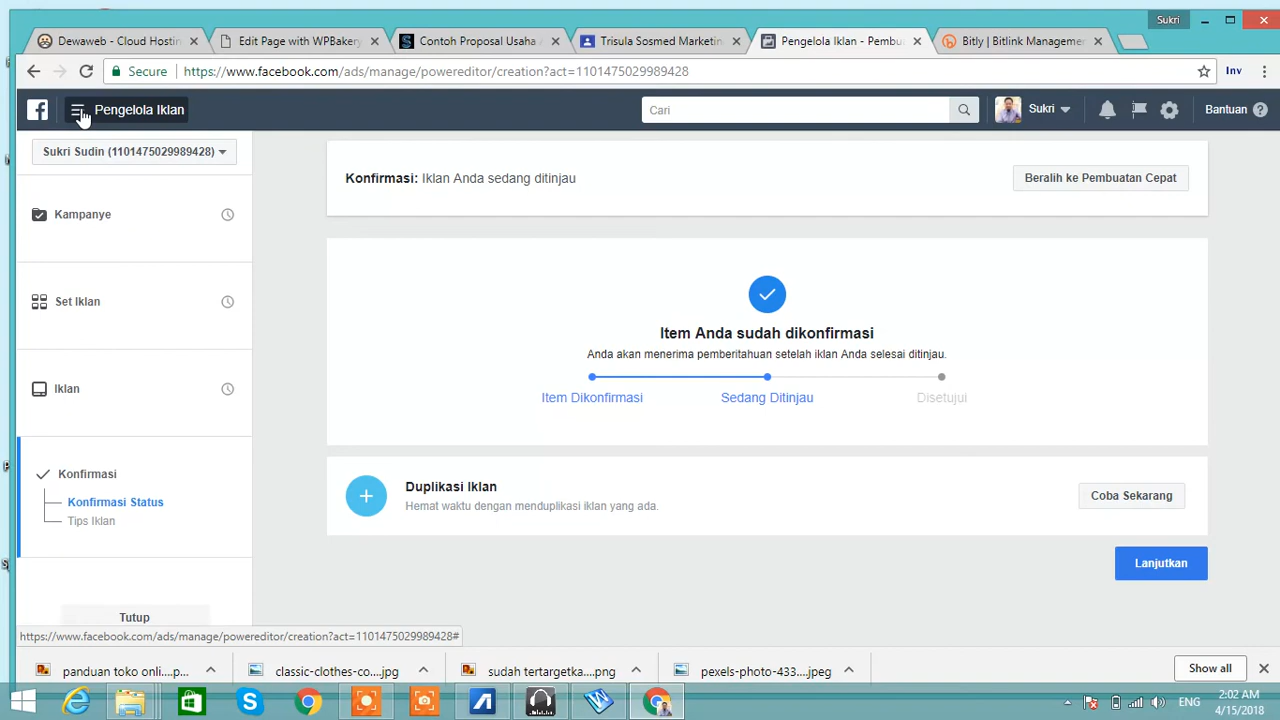 Sukri
Dewaweb - Cloud Hostin
Edit Page with WPBakery
Contoh Proposal Usaha
Trisula Sosmed Marketin
Pengelola Iklan - Pembu
Bitly | Bitlink Manageme
Secure
https://www.facebook.com/ads/manage/powereditor/creation?act=1101475029989428
Inv
Pengelola Iklan
Cari
Sukri
Bantuan
Sukri Sudin (1101475029989428)
Konfirmasi: Iklan Anda sedang ditinjau
Beralih ke Pembuatan Cepat
Kampanye
Set Iklan
Iklan
Konfirmasi
Konfirmasi Status
Tips Iklan
Tutup
Item Anda sudah dikonfirmasi
Anda akan menerima pemberitahuan setelah iklan Anda selesai ditinjau.
Item Dikonfirmasi
Sedang Ditinjau
Disetujui
Duplikasi Iklan
Hemat waktu dengan menduplikasi iklan yang ada.
Coba Sekarang
Lanjutkan
https://www.facebook.com/ads/manage/powereditor/creation?act=1101475029989428#
panduan toko onli....p...
classic-clothes-co....jpg
sudah tertargetka....png
pexels-photo-433....jpeg
Show all
ENG
2:02 AM
4/15/2018